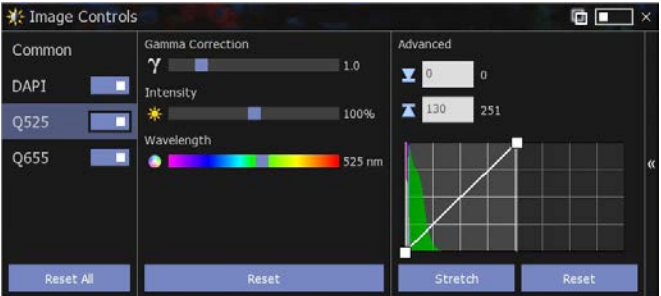 Image Controls
Common
DAPI
Q525
Q655
Reset All
Gamma Correction
γ 1.0
Intensity
100%
Wavelength
525 nm
Reset
Advanced
0 0
130 251
«
Stretch Reset